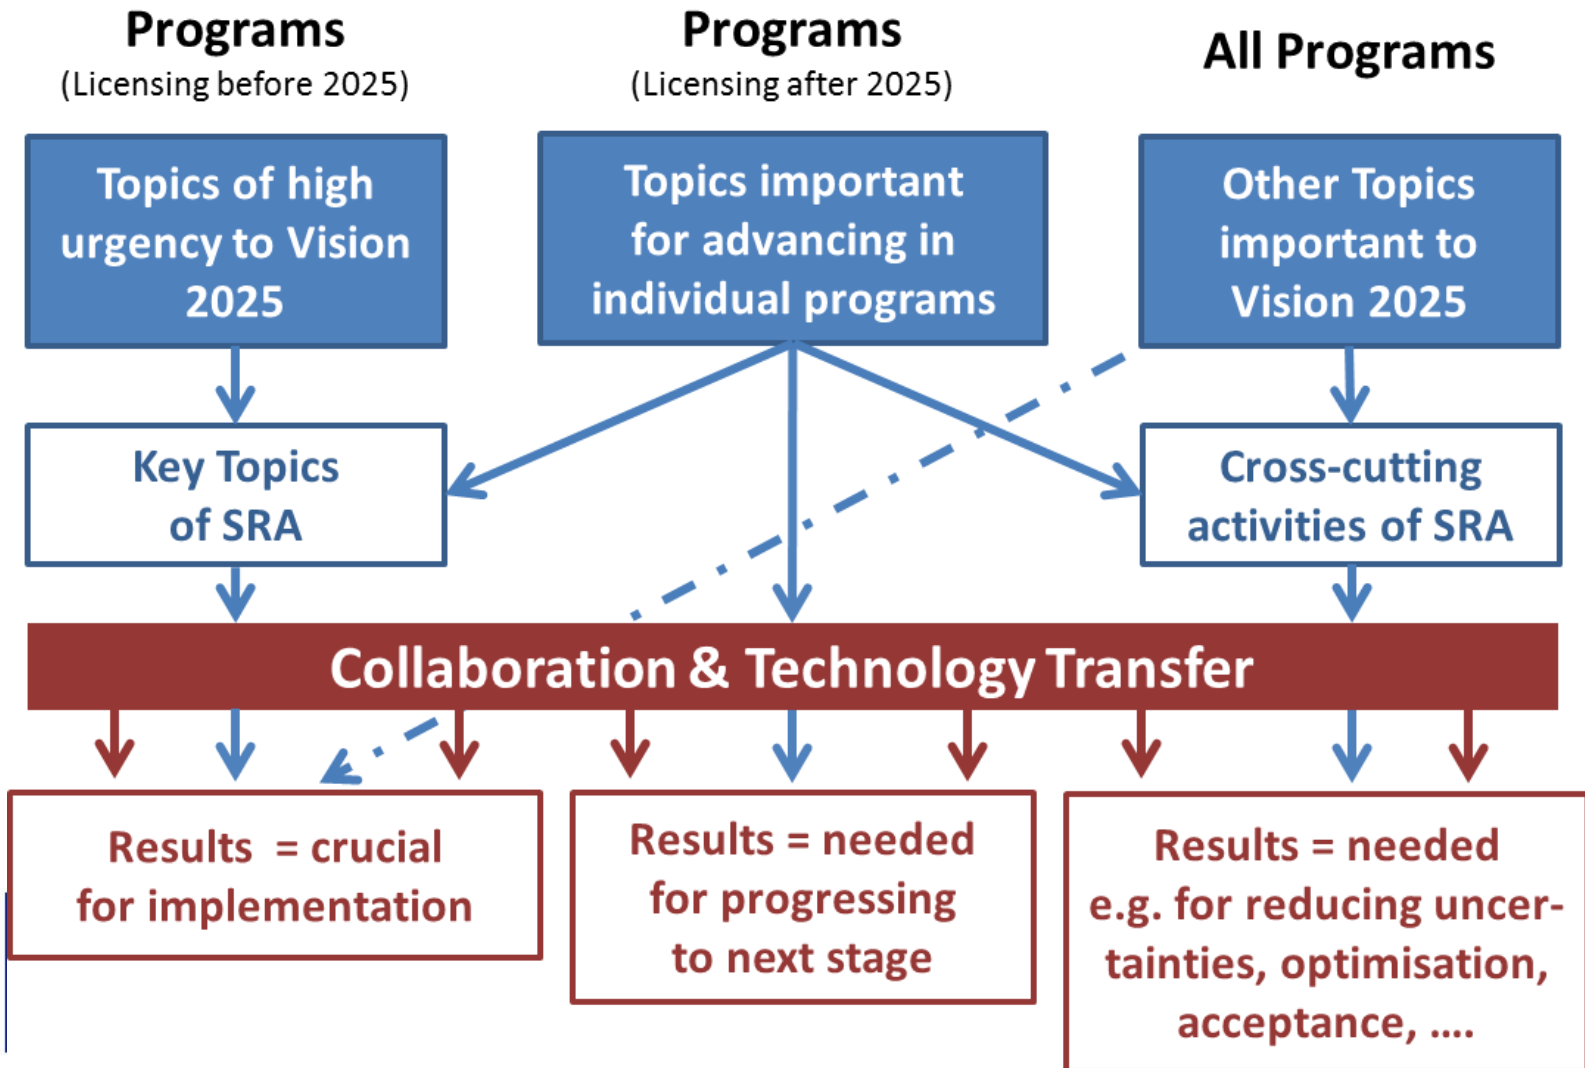 Programs
(Licensing before 2025)
Programs
(Licensing after 2025)
All Programs
Topics of high
urgency to Vision
2025
Topics important
for advancing in
individual programs
Other Topics
important to
Vision 2025
Key Topics
of SRA
Cross-cutting
activities of SRA
Collaboration & Technology Transfer
Results = crucial
for implementation
Results = needed
for progressing
to next stage
Results = needed
e.g. for reducing uncer-
tainties, optimisation,
acceptance, ....